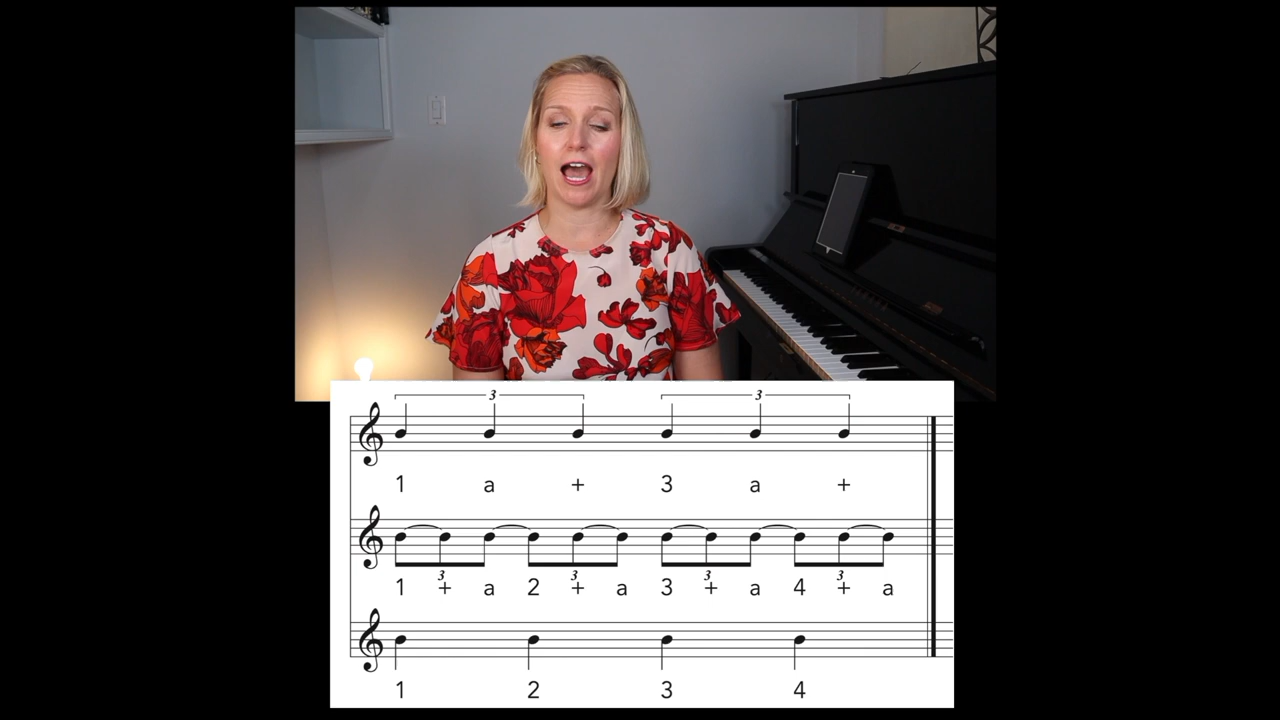 3 3
1 a + 3 a +
3 3 3 3
1 + a 2 + a 3 + a 4 + a
1 2 3 4